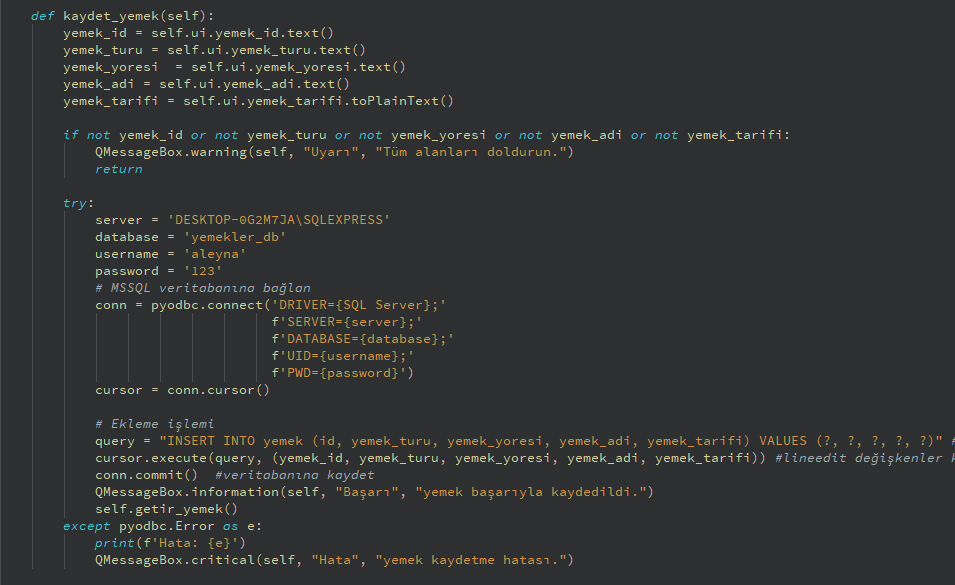 def kaydet_yemek(self):
yemek_id = self.ui.yemek_id.text()
yemek_turu = self.ui.yemek_turu.text()
yemek_yoresi  = self.ui.yemek_yoresi.text()
yemek_adi = self.ui.yemek_adi.text()
yemek_tarifi = self.ui.yemek_tarifi.toPlainText()
if not yemek_id or not yemek_turu or not yemek_yoresi or not yemek_adi or not yemek_tarifi:
QMessageBox.warning(self, "Uyarı", "Tüm alanları doldurun.")
return
try:
server = 'DESKTOP-0G2M7JA\SQLEXPRESS'
database = 'yemekler_db'
username = 'aleyna'
password = '123'
# MSSQL veritabanına bağlan
conn = pyodbc.connect('DRIVER={SQL Server};'
f'SERVER={server};'
f'DATABASE={database};'
f'UID={username};'
f'PWD={password}')
cursor = conn.cursor()
# Ekleme işlemi
query = "INSERT INTO yemek (id, yemek_turu, yemek_yoresi, yemek_adi, yemek_tarifi) VALUES (?, ?, ?, ?, ?)" #
cursor.execute(query, (yemek_id, yemek_turu, yemek_yoresi, yemek_adi, yemek_tarifi)) #lineedit değişkenler
conn.commit()  #veritabanına kaydet
QMessageBox.information(self, "Başarı", "yemek başarıyla kaydedildi.")
self.getir_yemek()
except pyodbc.Error as e:
print(f'Hata: {e}')
QMessageBox.critical(self, "Hata", "yemek kaydetme hatası.")